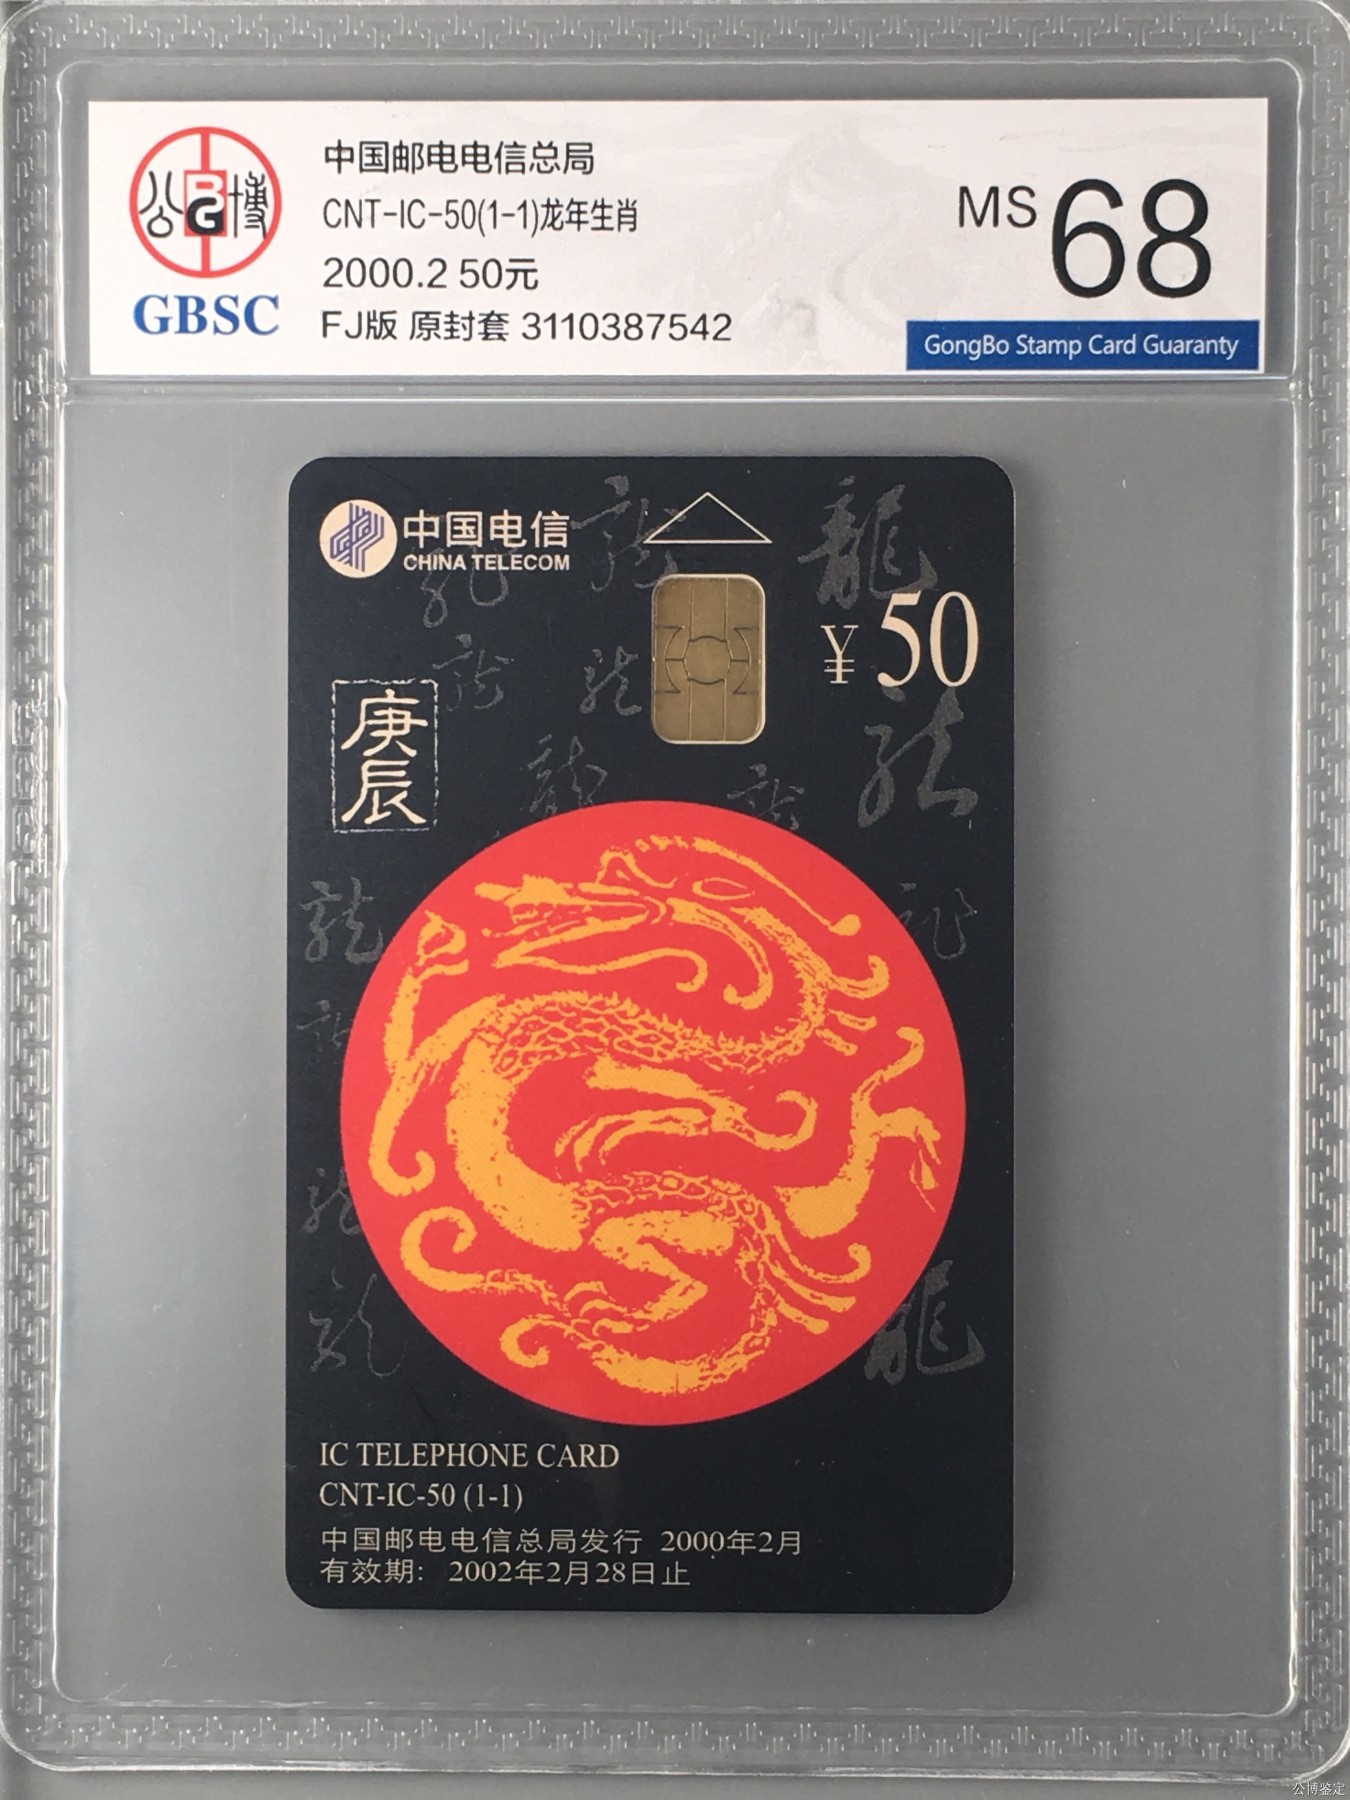 中国邮电电信总局
CNT-IC-50(1-1)龙年生肖
2000.2 50元
FJ版 原封套 3110387542
公博
GBSC
MS 68
GongBo Stamp Card Guaranty
中国电信
CHINA TELECOM
龍
¥50
庚辰
IC TELEPHONE CARD
CNT-IC-50 (1-1)
中国邮电电信总局发行 2000年2月
有效期: 2002年2月28日止
公博鉴定